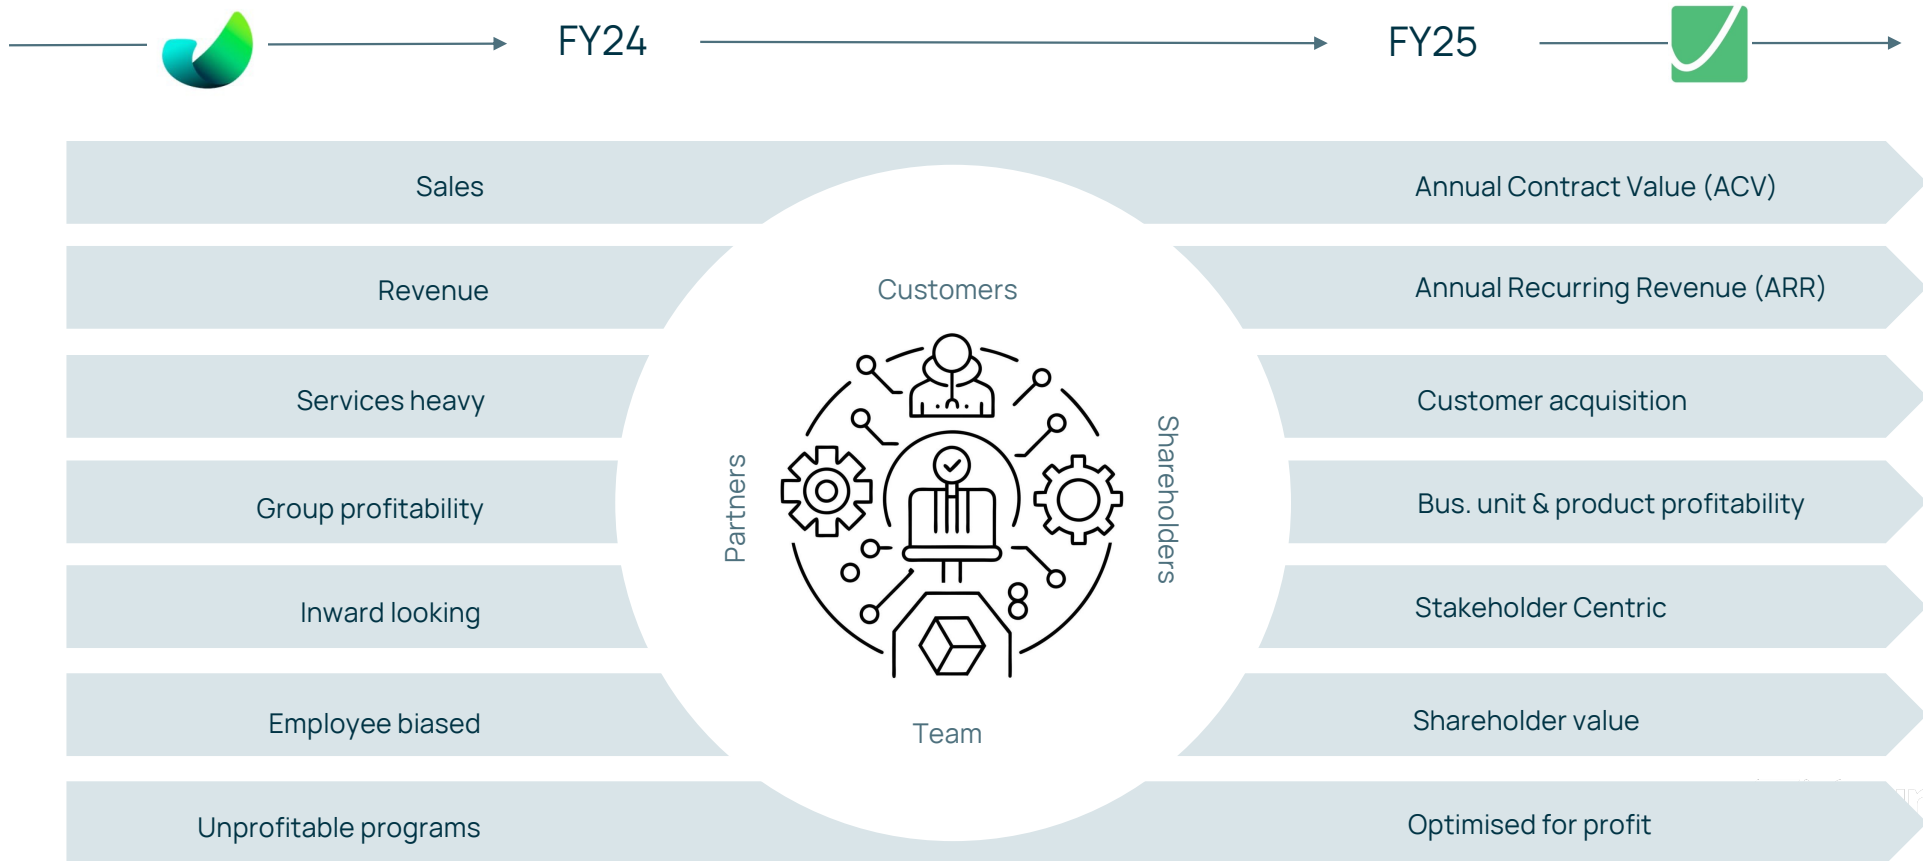 FY24
FY25
Sales
Annual Contract Value (ACV)
Revenue
Customers
Annual Recurring Revenue (ARR)
Services heavy
Customer acquisition
Partners
Shareholders
Group profitability
Bus. unit & product profitability
Inward looking
Stakeholder Centric
Employee biased
Team
Shareholder value
Unprofitable programs
Optimised for profit